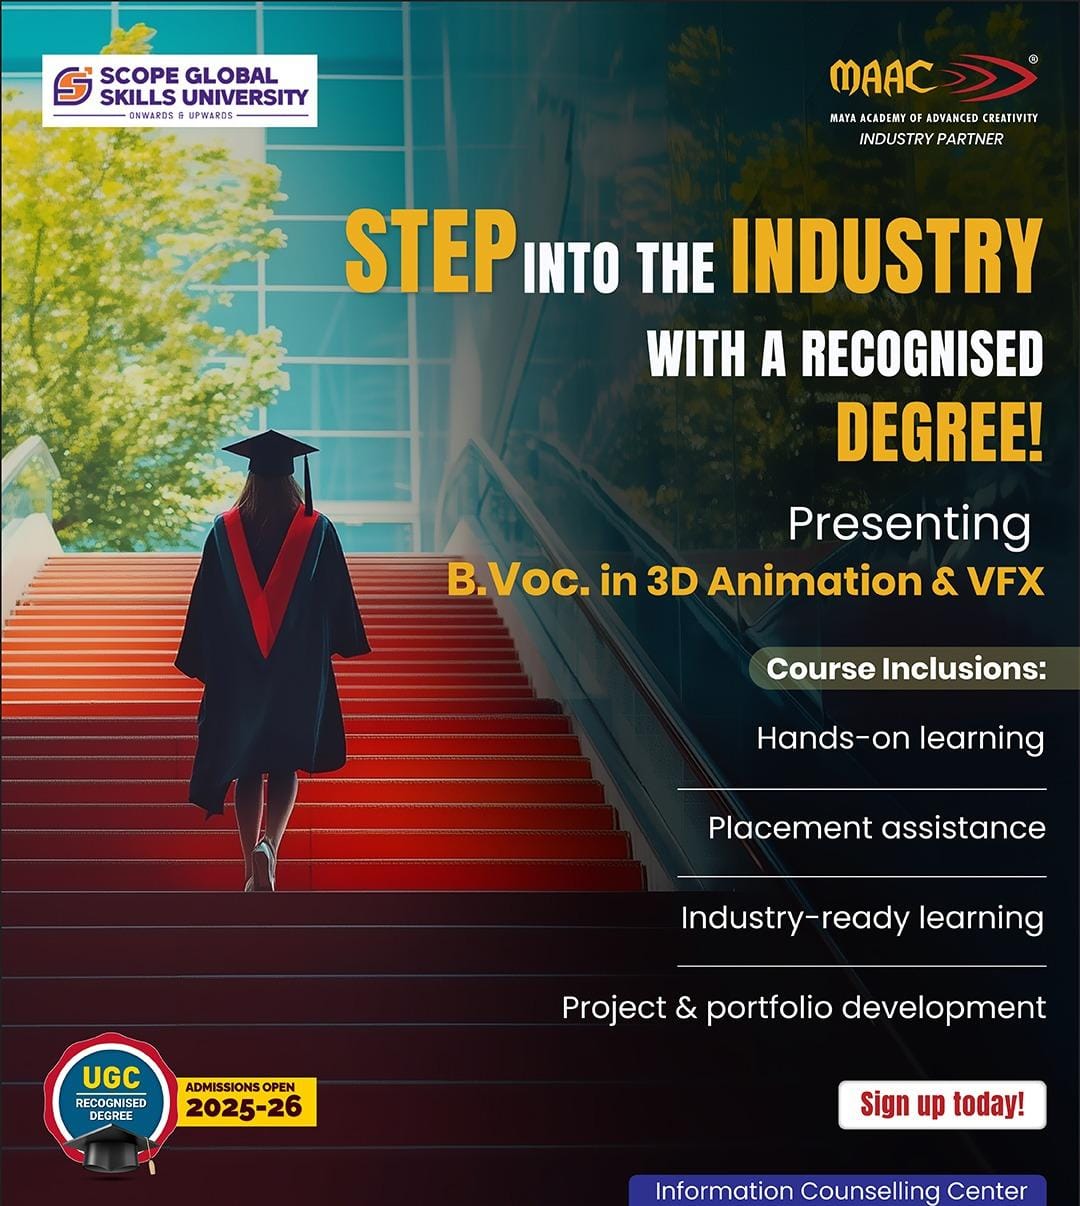 SCOPE GLOBAL
SKILLS UNIVERSITY
ONWARDS & UPWARDS
MAAC®
MAYA ACADEMY OF ADVANCED CREATIVITY
INDUSTRY PARTNER
STEP INTO THE INDUSTRY
WITH A RECOGNISED
DEGREE!
Presenting
B.Voc. in 3D Animation & VFX
Course Inclusions:
Hands-on learning
Placement assistance
Industry-ready learning
Project & portfolio development
UGC
RECOGNISED
DEGREE
ADMISSIONS OPEN
2025-26
Sign up today!
Information Counselling Center